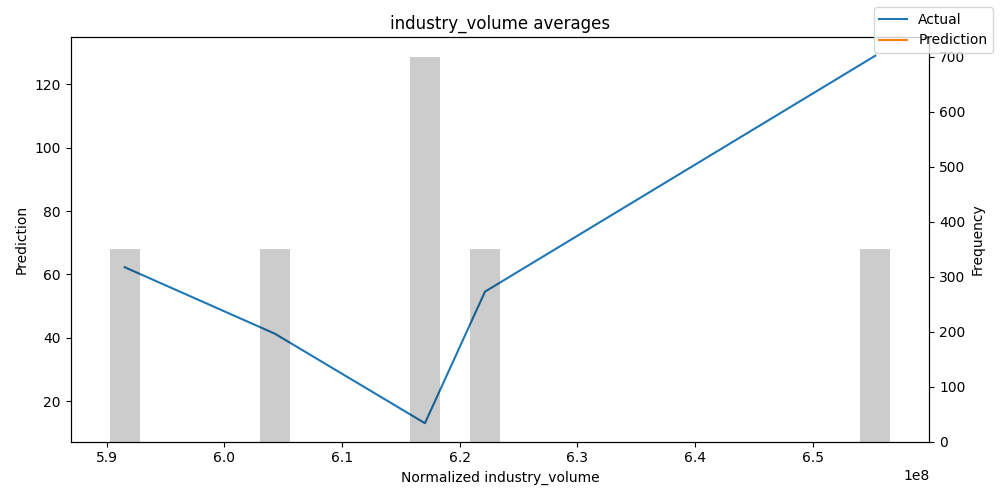 industry_volume averages
Actual
Prediction
Prediction
120
100
80
60
40
20
700
600
500
400
300
200
100
0
Frequency
5.9 6.0 6.1 6.2 6.3 6.4 6.5
1e8
Normalized industry_volume